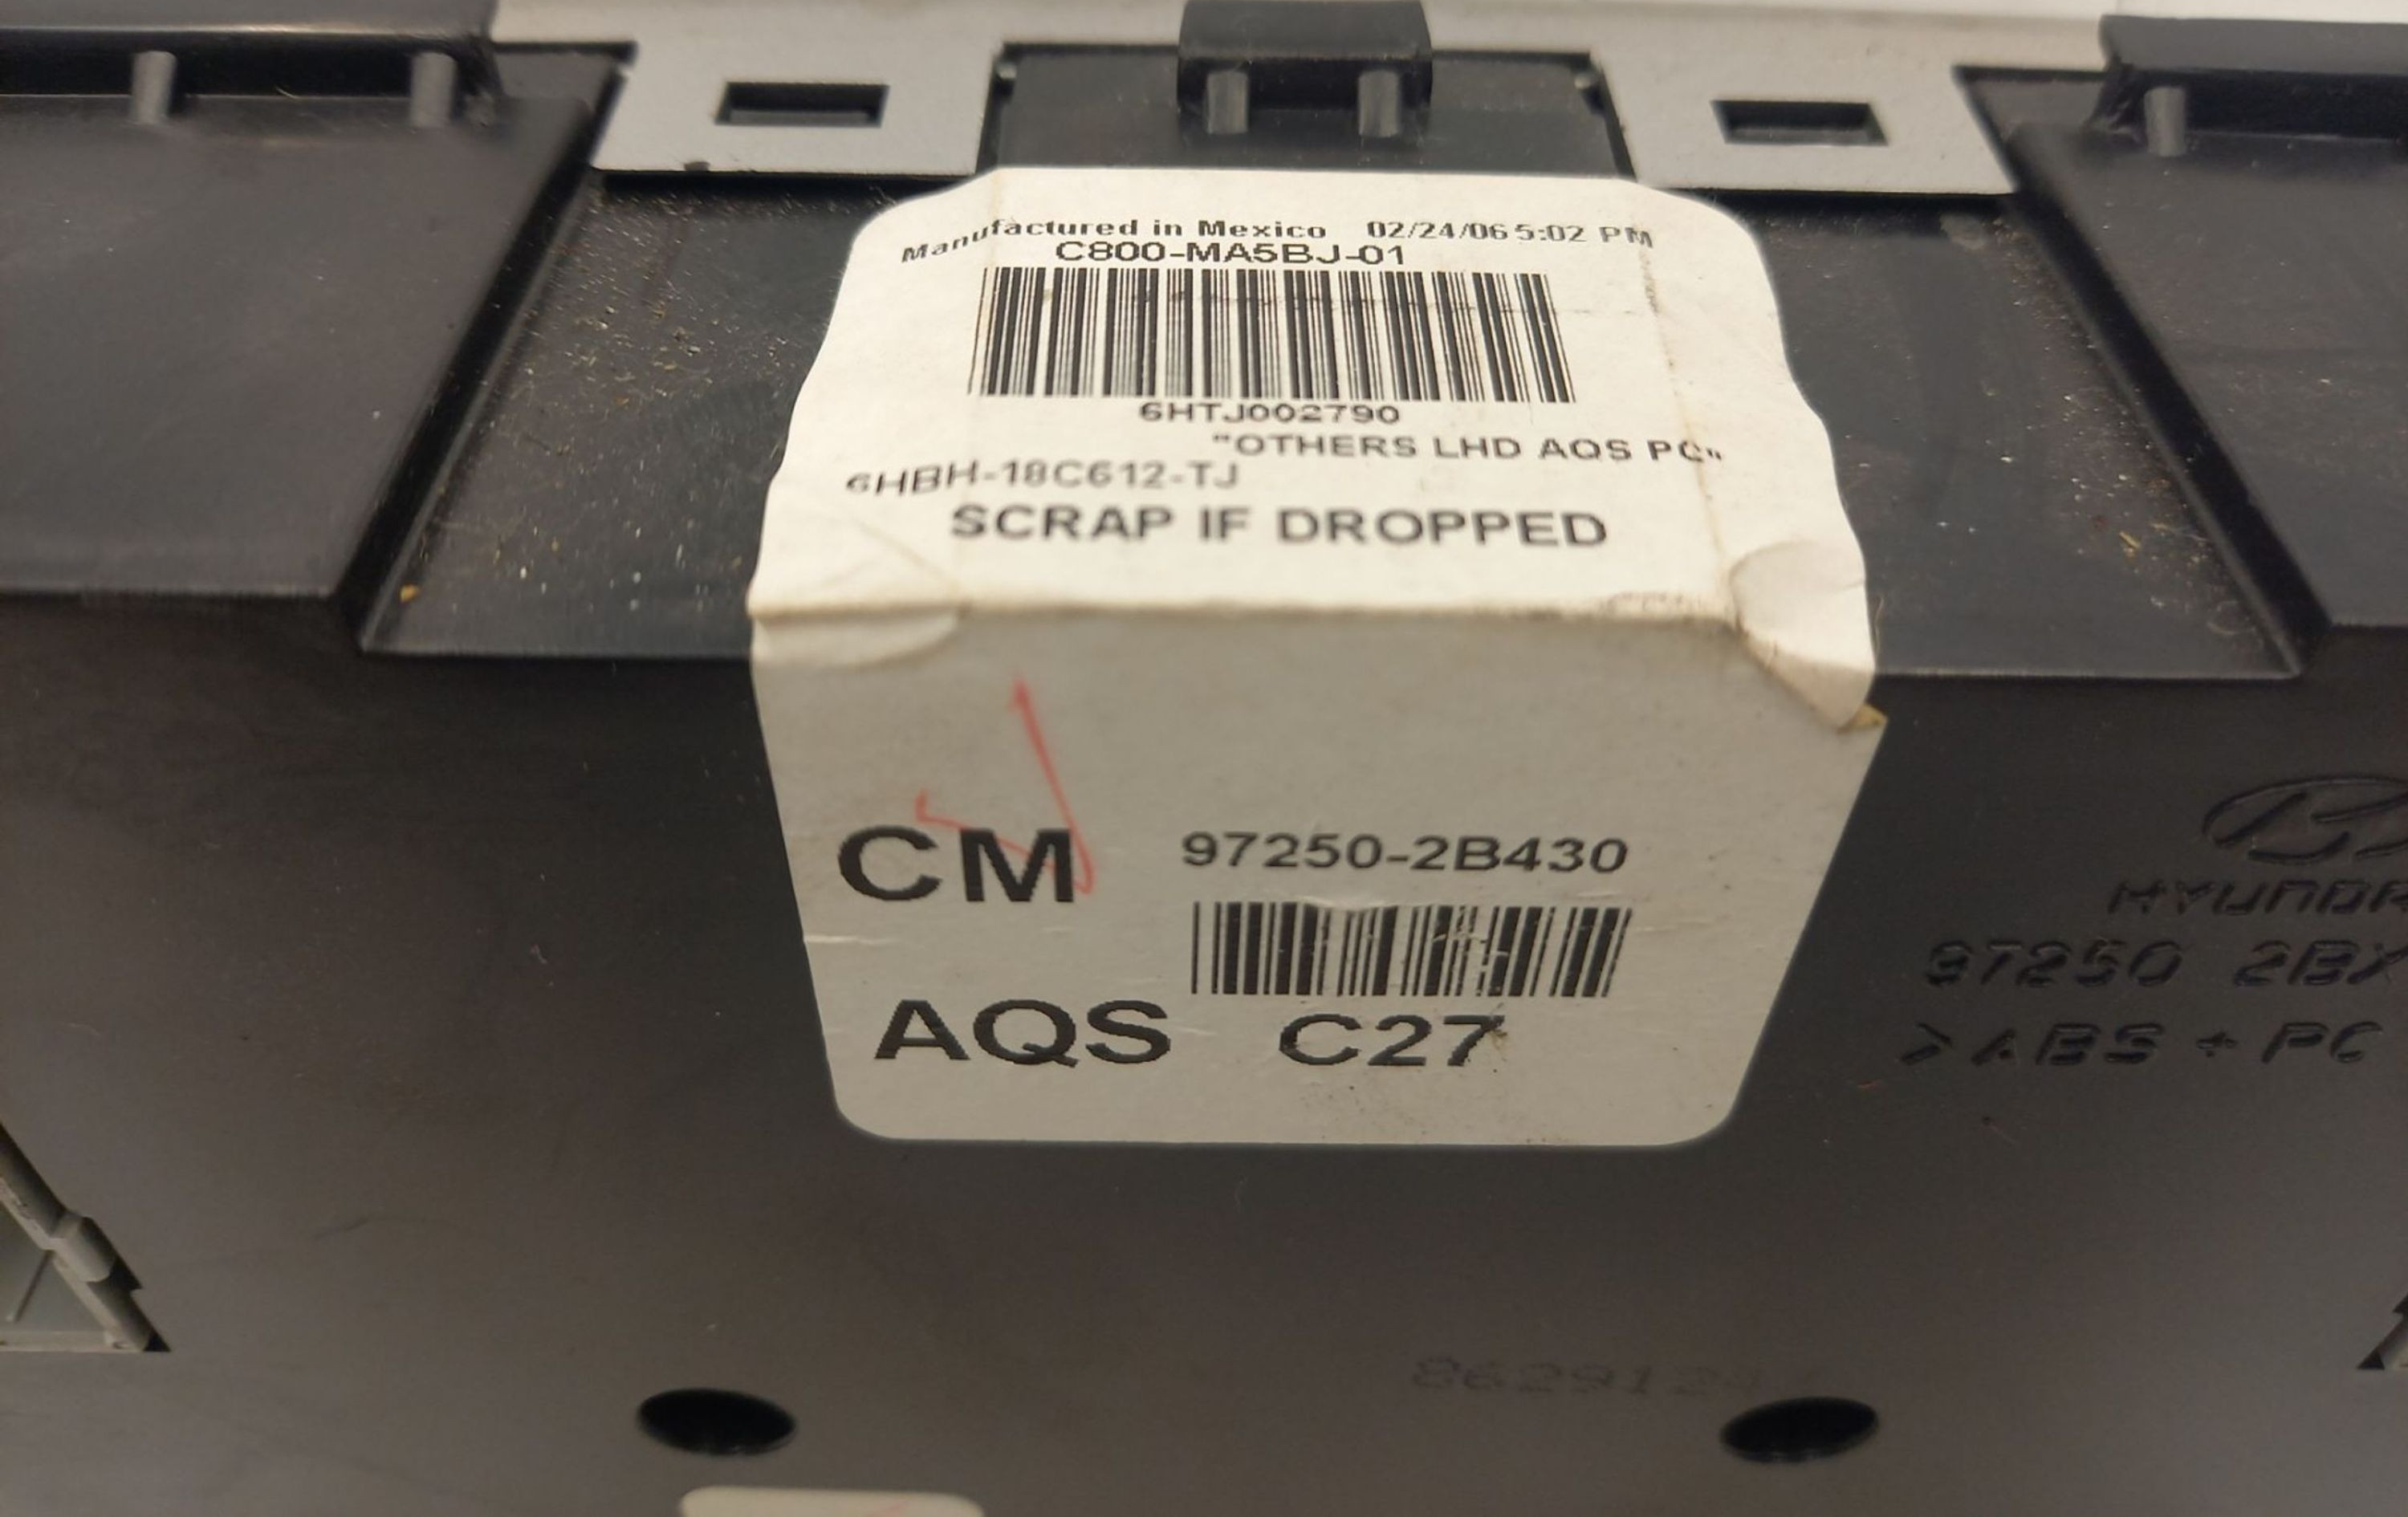 Manufactured in Mexico 02/24/06 5:02 PM
C800-MA5BJ-01
6HTJ002790
"OTHERS LHD AQS PC"
6HBH-18C612-TJ
SCRAP IF DROPPED
CM 97250-2B430
AQS C27
HYUNDA
97250 2BX
>ABS + PC